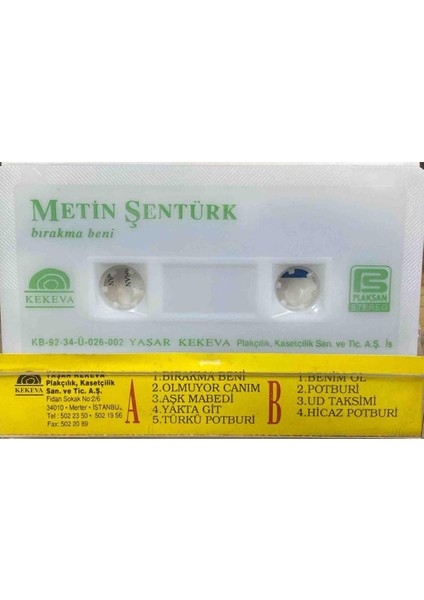 METİN ŞENTÜRK
bırakma beni
KEKEVA
PLAKSAN
STEREO
KB-92-34-Ü-026-002 YAŞAR KEKEVA Plakçılık, Kasetçilik San. ve Tic. A.Ş. İs
KEKEVA
YAŞAR KEKEVA
Plakçılık, Kasetçilik
San. ve Tic. A.Ş.
Fidan Sokak No:2/6
34010 • Merter • İSTANBUL
Tel : 502 23 50 • 502 19 56
Fax: 502 20 89
A
1.BIRAKMA BENİ
2.OLMUYOR CANIM
3.AŞK MABEDİ
4.YAKTA GİT
5.TÜRKÜ POTBURİ
B
1.BENİM OL
2.POTBURİ
3.UD TAKSİMİ
4.HİCAZ POTBURİ